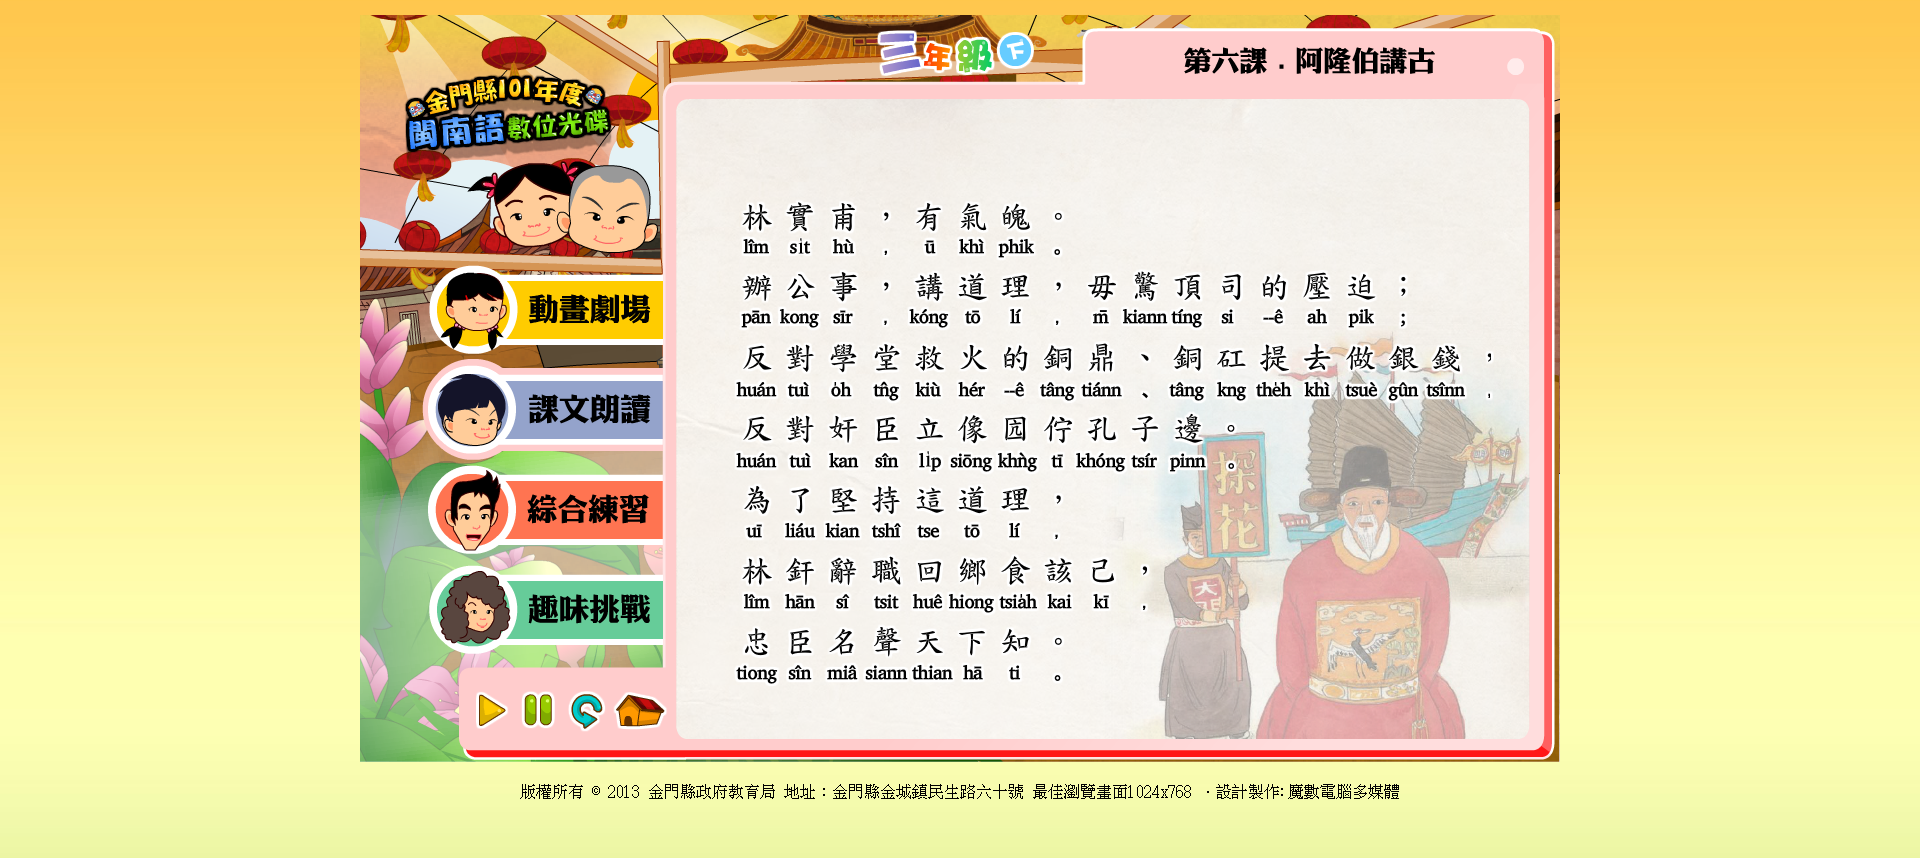 金門縣101年度
閩南語數位光碟
三年級下
第六課．阿隆伯講古
動畫劇場
課文朗讀
綜合練習
趣味挑戰
林實甫，有氣魄。
lîm si̍t hù ， ū khì phik 。
辦公事，講道理，毋驚頂司的壓迫；
pān kong sīr ， kóng tō lí ， m̄ kiann tíng si --ê ah pik ；
反對學堂救火的銅鼎、銅矼提去做銀錢，
huán tuì o̍h tn̂g kiù hér --ê tâng tiánn 、 tâng kng the̍h khì tsuè gûn tsînn ，
反對奸臣立像园佇孔子邊。
huán tuì kan sîn li̍p siōng khǹg tī khóng tsír pinn 。
為了堅持這道理，
uī liáu kian tshî tse tō lí ，
林釬辭職回鄉食該己，
lîm hān sî tsit huê hiong tsia̍h kai kī ，
忠臣名聲天下知。
tiong sîn miâ siann thian hā ti 。
探花
版權所有 © 2013 金門縣政府教育局 地址：金門縣金城鎮民生路六十號 最佳瀏覽畫面1024x768 ．設計製作: 魔數電腦多媒體